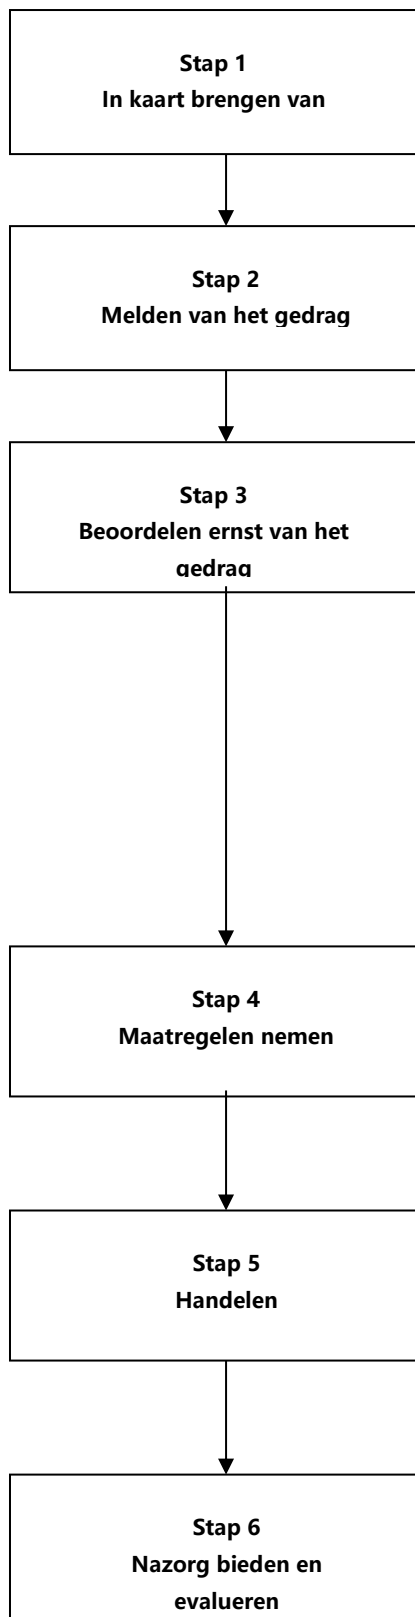 Stap 1
In kaart brengen van
Stap 2
Melden van het gedrag
Stap 3
Beoordelen ernst van het
gedrag
Stap 4
Maatregelen nemen
Stap 5
Handelen
Stap 6
Nazorg bieden en
evalueren